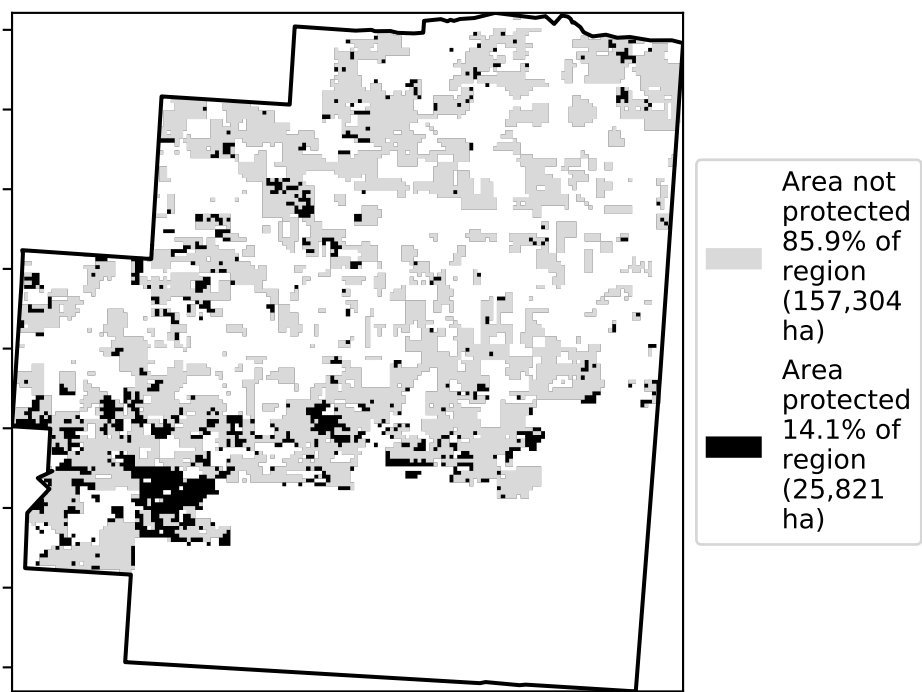 Area not
protected
85.9% of
region
(157,304
ha)
Area
protected
14.1% of
region
(25,821
ha)